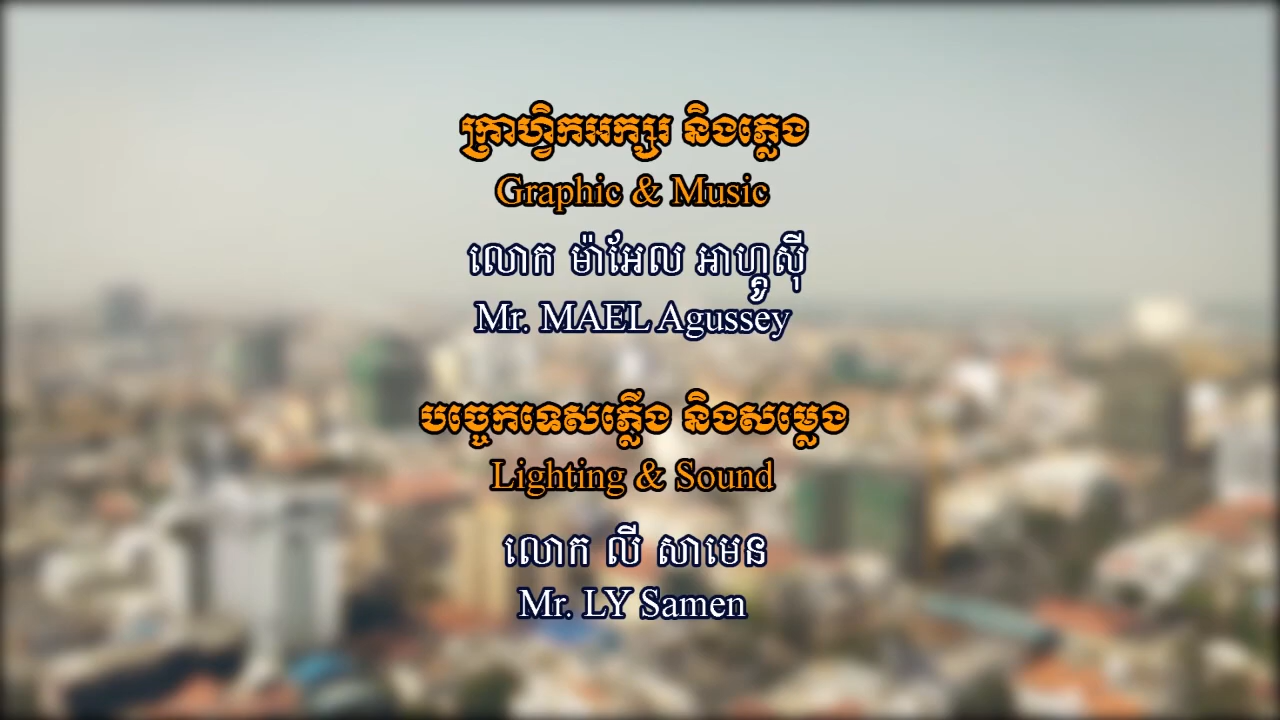 ក្រាហ្វិកអក្សរ និងភ្លេង
Graphic & Music
លោក ម៉ាអែល អាហ្គូស៊ី
Mr. MAEL Agussey
បច្ចេកទេសភ្លើង និងសម្លេង
Lighting & Sound
លោក លី សាមេន
Mr. LY Samen